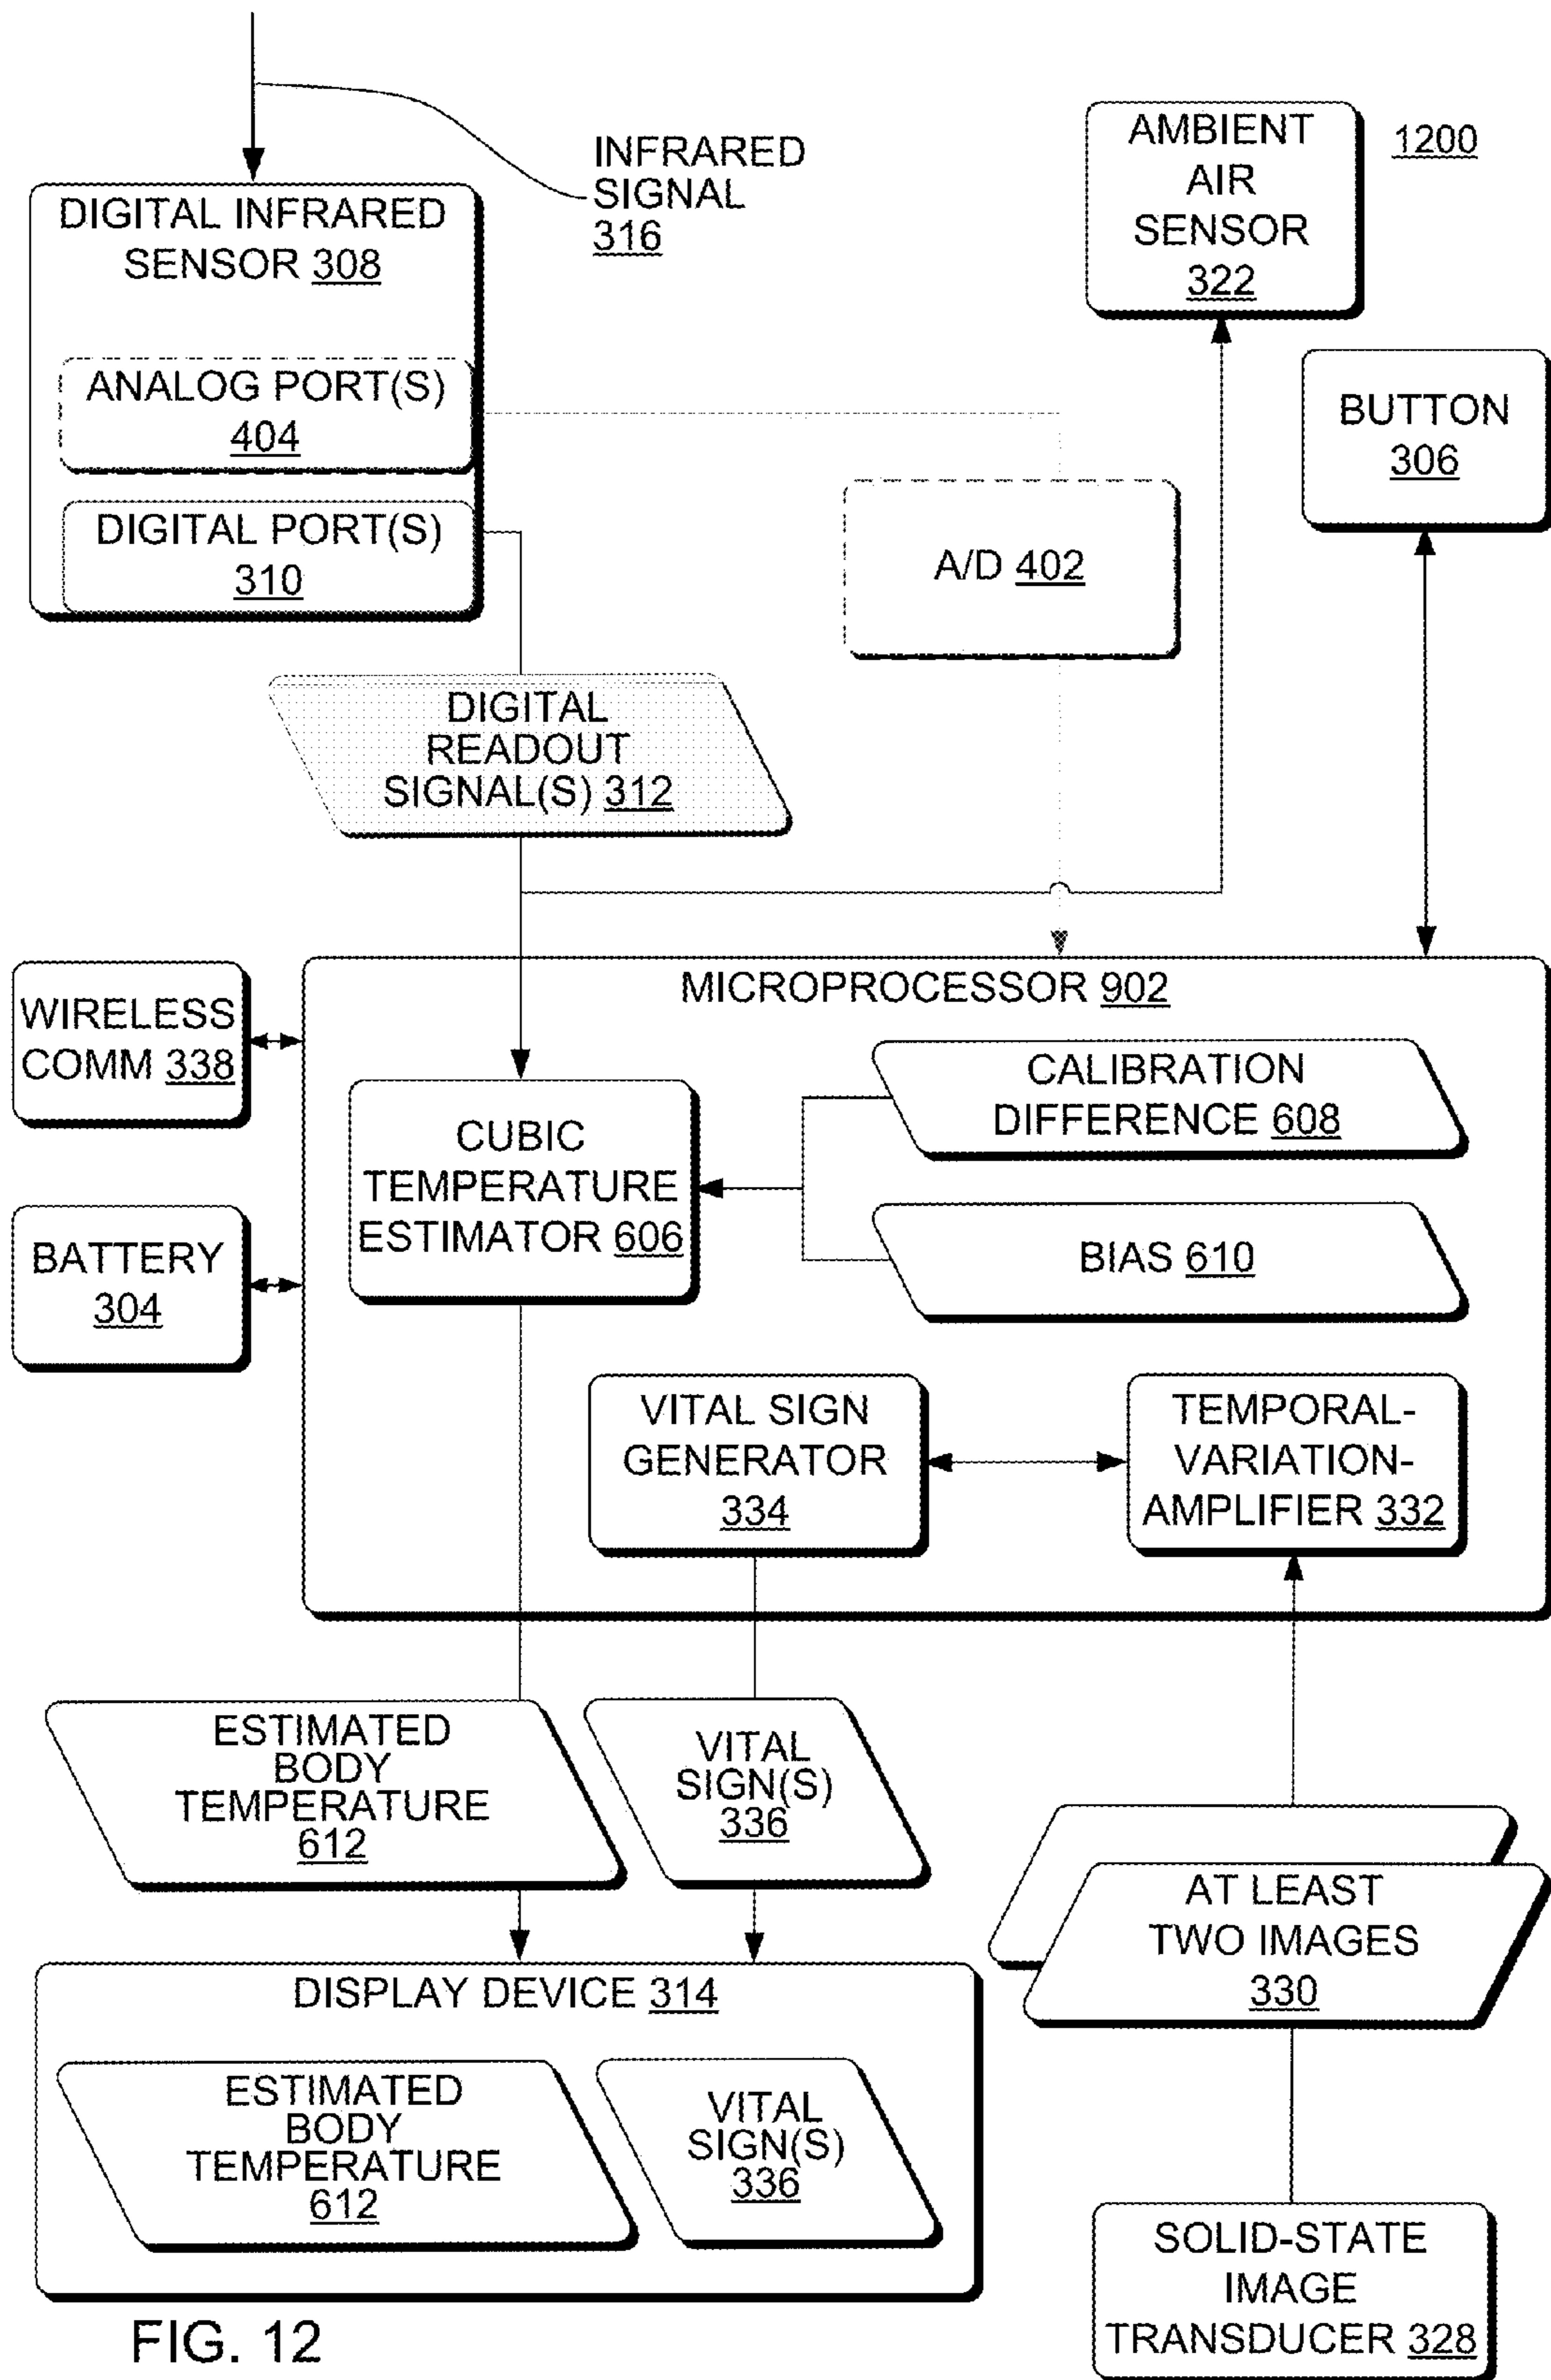 INFRARED
SIGNAL
316
AMBIENT
AIR
SENSOR
322
1200
DIGITAL INFRARED
SENSOR 308
ANALOG PORT(S)
404
DIGITAL PORT(S)
310
BUTTON
306
A/D 402
DIGITAL
READOUT
SIGNAL(S) 312
MICROPROCESSOR 902
WIRELESS
COMM 338
BATTERY
304
CUBIC
TEMPERATURE
ESTIMATOR 606
CALIBRATION
DIFFERENCE 608
BIAS 610
VITAL SIGN
GENERATOR
334
TEMPORAL-
VARIATION-
AMPLIFIER 332
ESTIMATED
BODY
TEMPERATURE
612
VITAL
SIGN(S)
336
AT LEAST
TWO IMAGES
330
DISPLAY DEVICE 314
ESTIMATED
BODY
TEMPERATURE
612
VITAL
SIGN(S)
336
SOLID-STATE
IMAGE
TRANSDUCER 328
FIG. 12